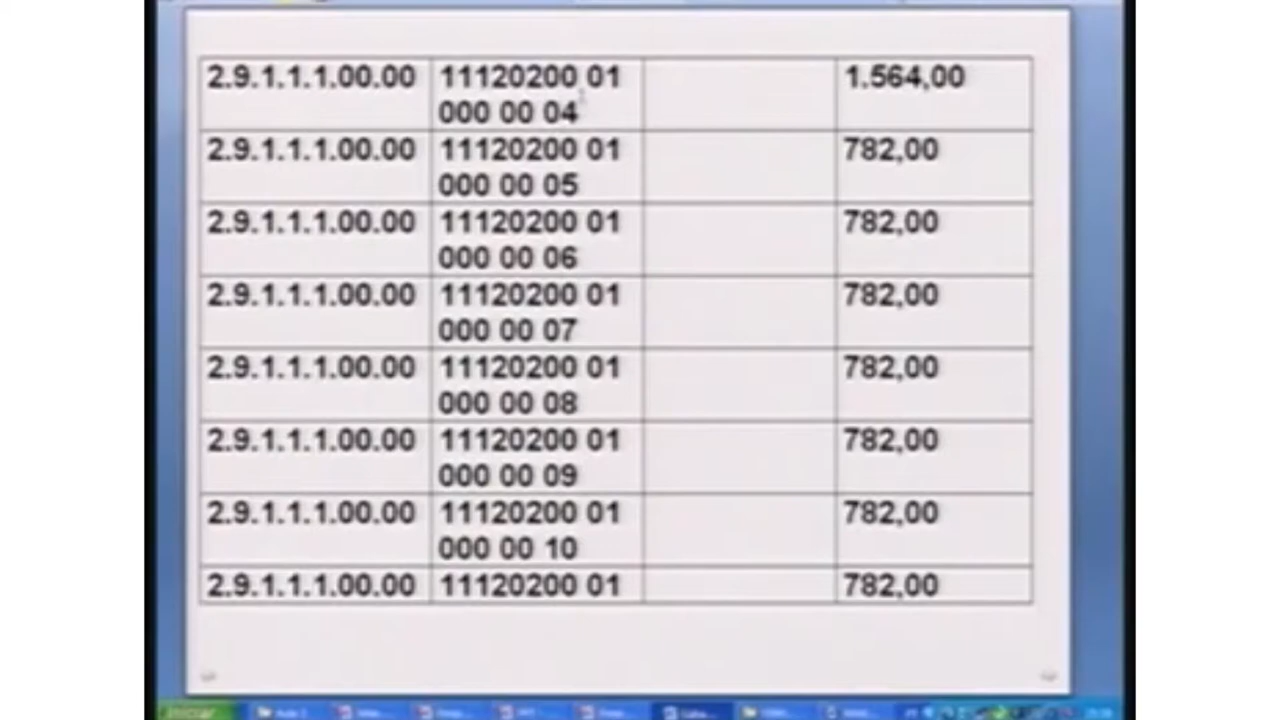 2.9.1.1.1.00.00 11120200 01 1.564,00
000 00 04
2.9.1.1.1.00.00 11120200 01 782,00
000 00 05
2.9.1.1.1.00.00 11120200 01 782,00
000 00 06
2.9.1.1.1.00.00 11120200 01 782,00
000 00 07
2.9.1.1.1.00.00 11120200 01 782,00
000 00 08
2.9.1.1.1.00.00 11120200 01 782,00
000 00 09
2.9.1.1.1.00.00 11120200 01 782,00
000 00 10
2.9.1.1.1.00.00 11120200 01 782,00
Iniciar